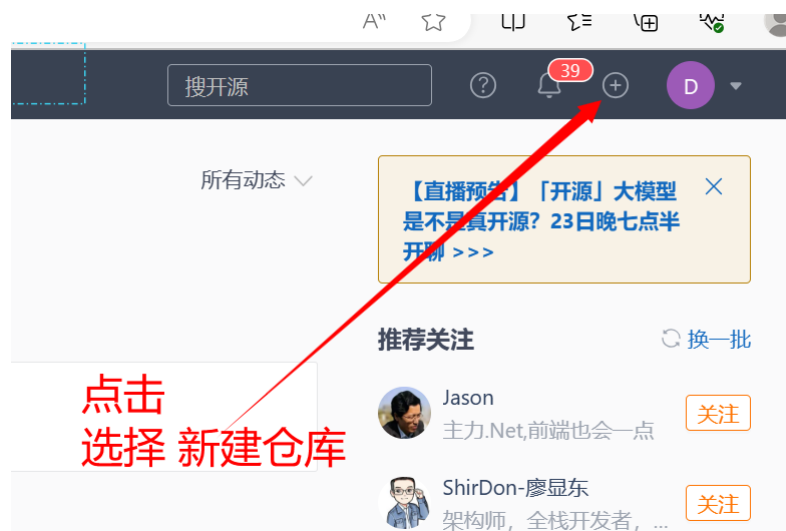 搜开源
39
D
所有动态
【直播预告】「开源」大模型
是不是真开源？23日晚七点半
开聊 >>>
推荐关注
换一批
点击
选择 新建仓库
Jason
主力.Net,前端也会一点
关注
ShirDon-廖显东
架构师，全栈开发者，...
关注